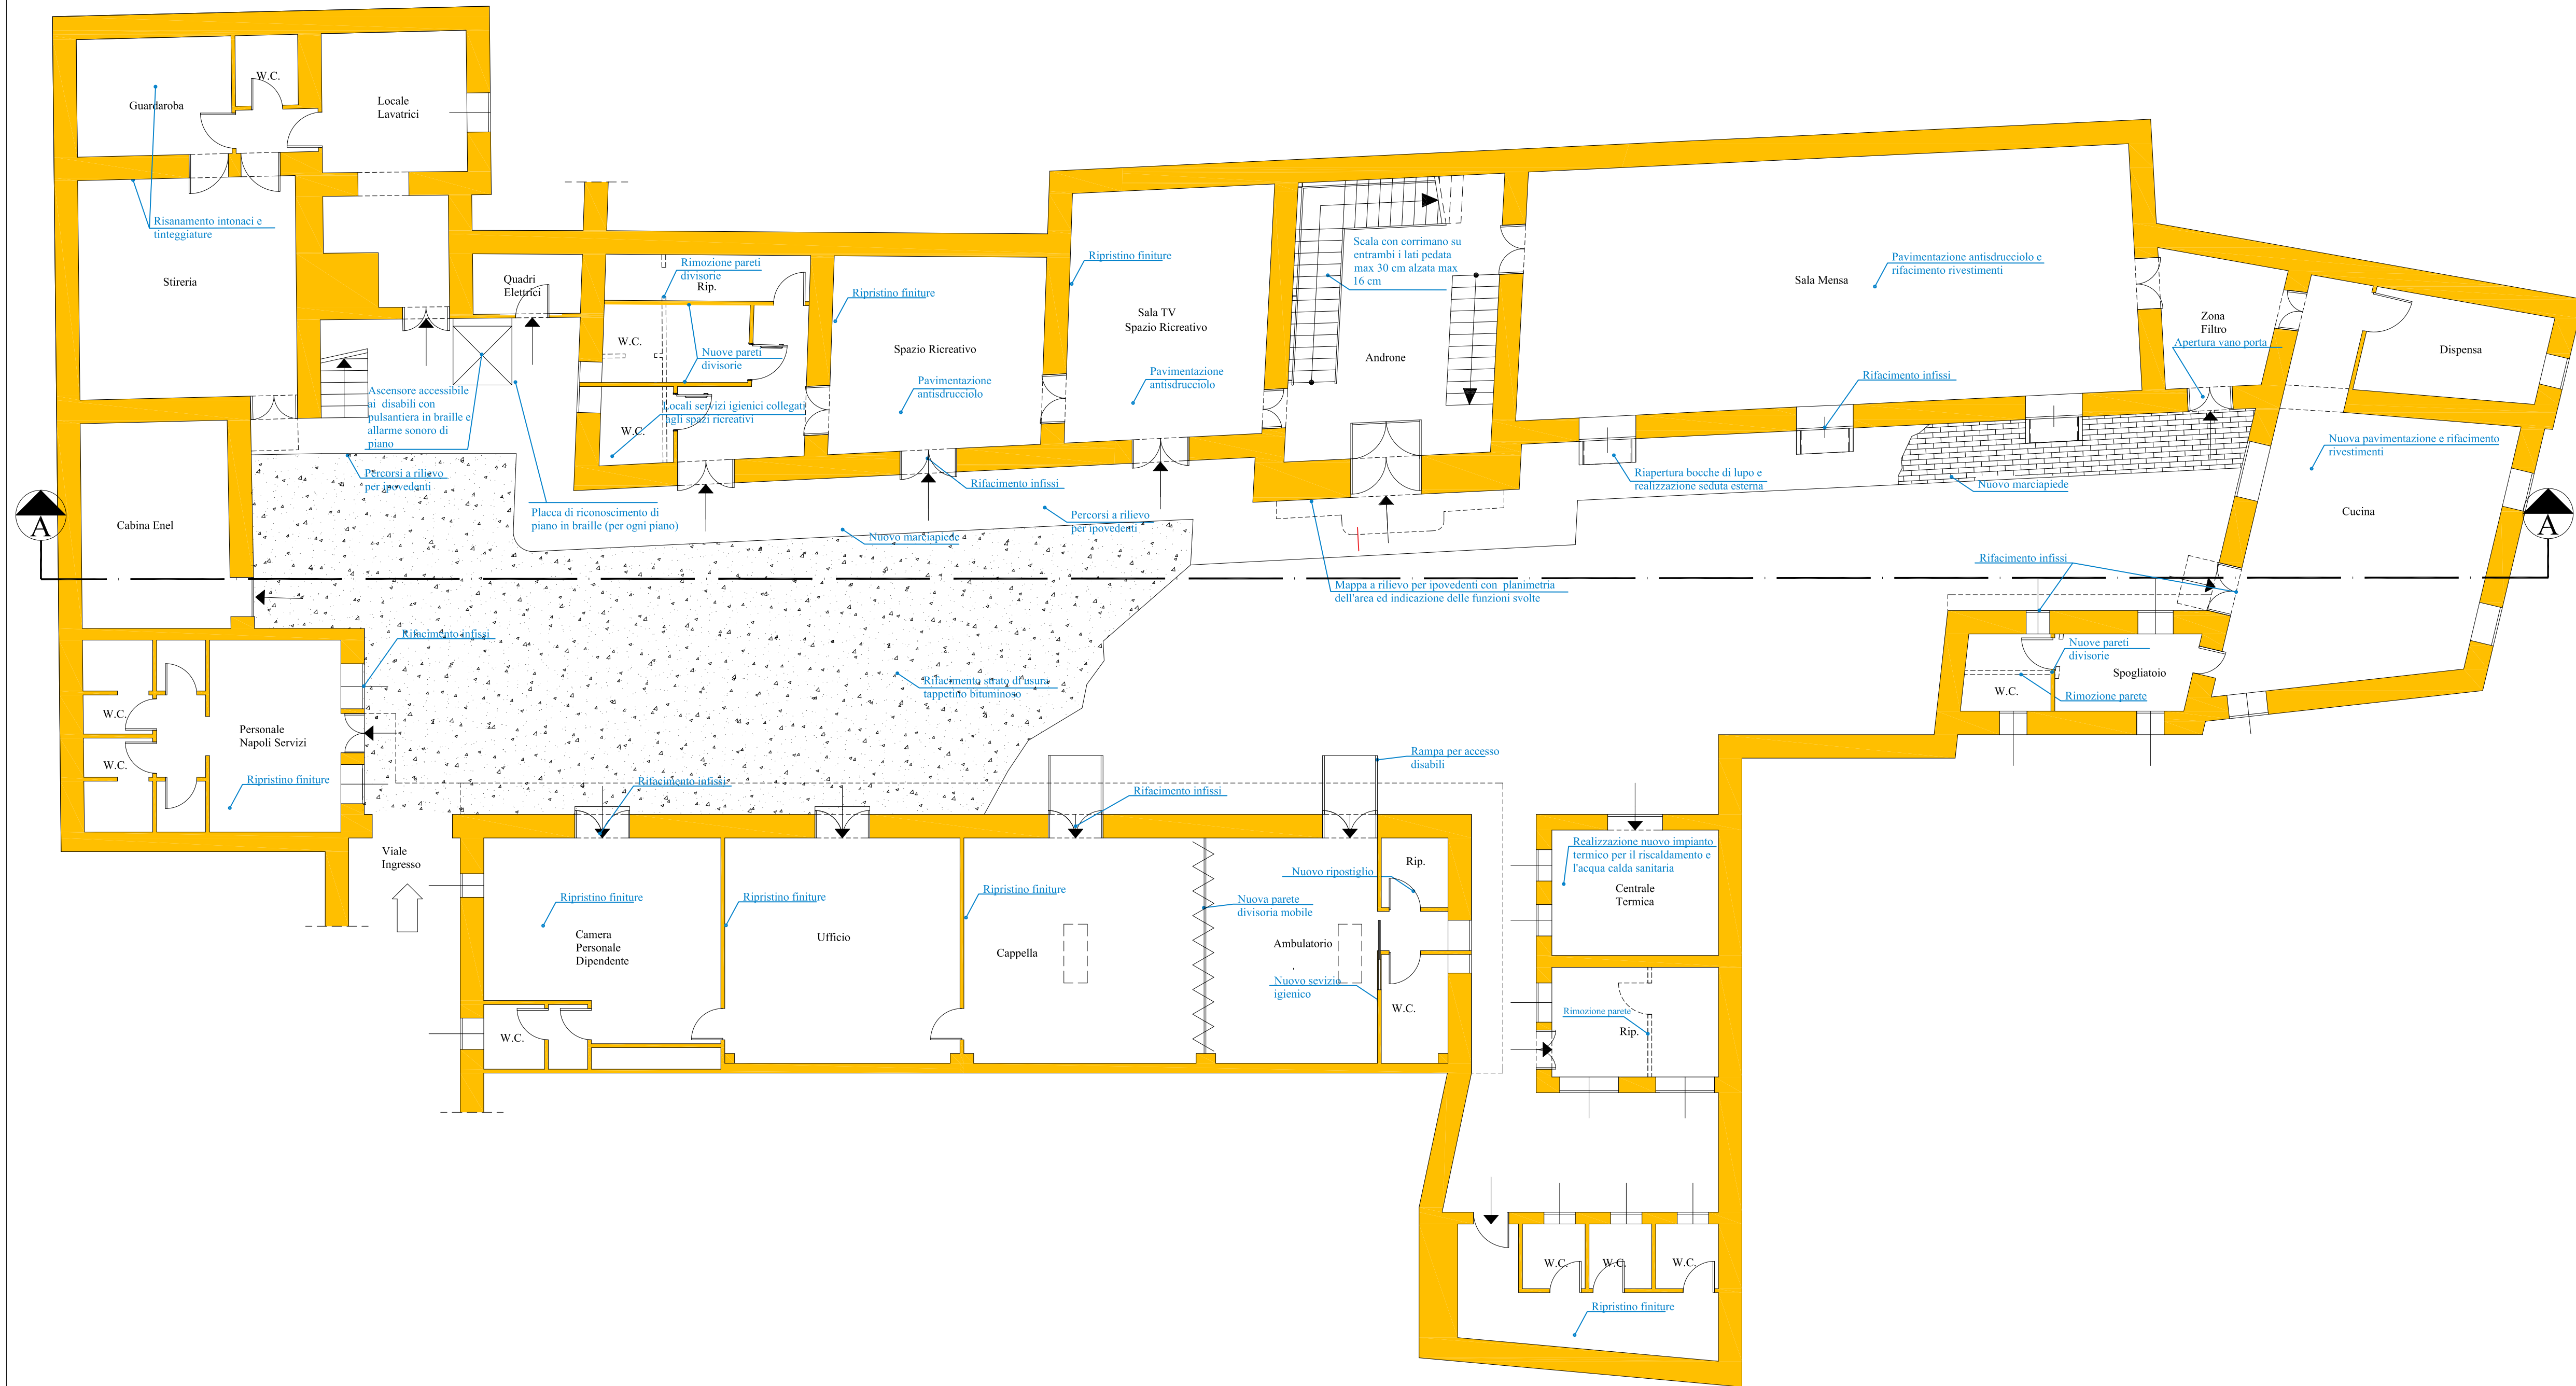 W.C.
Guardaroba
Locale
Lavatrici
Risanamento intonaci e
tinteggiature
Stireria
Quadri
Elettrici
Rimozione pareti
divisorie
Rip.
W.C.
Nuove pareti
divisorie
Locali servizi igienici collegati
agli spazi ricreativi
W.C.
Ripristino finiture
Spazio Ricreativo
Pavimentazione
antisdrucciolo
Ripristino finiture
Sala TV
Spazio Ricreativo
Pavimentazione
antisdrucciolo
Scala con corrimano su
entrambi i lati pedata
max 30 cm alzata max
16 cm
Androne
Sala Mensa
Pavimentazione antisdrucciolo e
rifacimento rivestimenti
Rifacimento infissi
Zona
Filtro
Apertura vano porta
Dispensa
Ascensore accessibile
ai disabili con
pulsantiera in braille e
allarme sonoro di
piano
Percorsi a rilievo
per ipovedenti
Placca di riconoscimento di
piano in braille (per ogni piano)
Rifacimento infissi
Percorsi a rilievo
per ipovedenti
Nuovo marciapiede
Riapertura bocche di lupo e
realizzazione seduta esterna
Nuovo marciapiede
Nuova pavimentazione e rifacimento
rivestimenti
Cucina
Cabina Enel
A
A
Mappa a rilievo per ipovedenti con planimetria
dell'area ed indicazione delle funzioni svolte
Rifacimento infissi
Rifacimento infissi
Nuove pareti
divisorie
Spogliatoio
W.C.
Rimozione parete
Rifacimento strato di usura
tappetino bituminoso
W.C.
Personale
Napoli Servizi
W.C.
Ripristino finiture
Rifacimento infissi
Rifacimento infissi
Rampa per accesso
disabili
Viale
Ingresso
Ripristino finiture
Camera
Personale
Dipendente
W.C.
Ripristino finiture
Ufficio
Ripristino finiture
Cappella
Nuova parete
divisoria mobile
Ambulatorio
Nuovo ripostiglio
Rip.
Nuovo sevizio
igienico
W.C.
Realizzazione nuovo impianto
termico per il riscaldamento e
l'acqua calda sanitaria
Centrale
Termica
Rimozione parete
Rip.
W.C.
W.C.
W.C.
Ripristino finiture